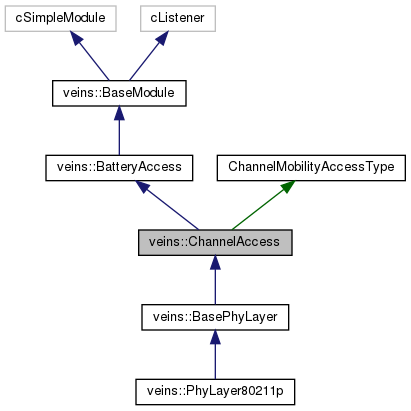 cSimpleModule
cListener
veins::BaseModule
veins::BatteryAccess
ChannelMobilityAccessType
veins::ChannelAccess
veins::BasePhyLayer
veins::PhyLayer80211p